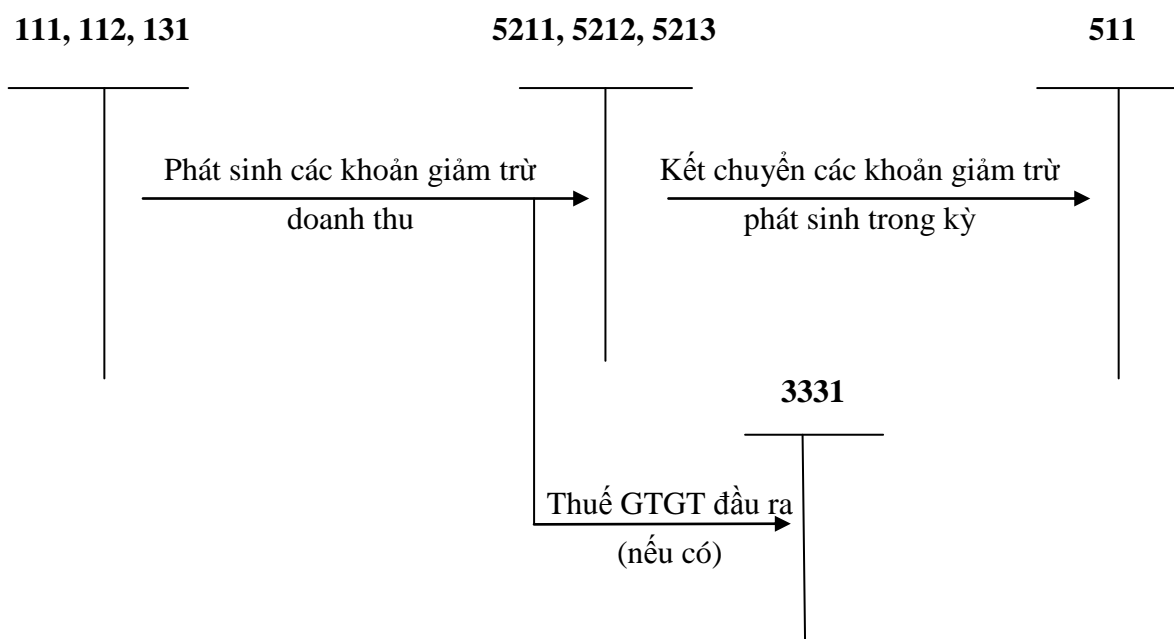 111, 112, 131 5211, 5212, 5213 511
Phát sinh các khoản giảm trừ
doanh thu
Kết chuyển các khoản giảm trừ
phát sinh trong kỳ
3331
Thuế GTGT đầu ra
(nếu có)